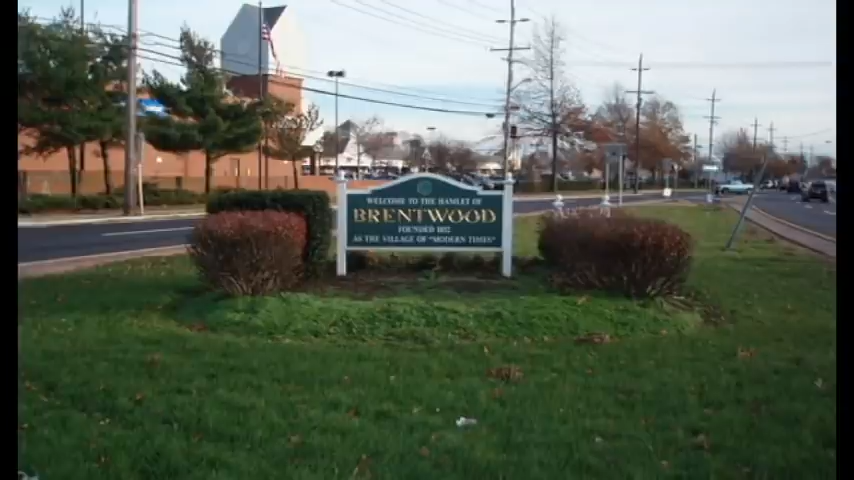 WELCOME TO THE HAMLET OF
BRENTWOOD
FOUNDED 1852
AS THE VILLAGE OF "MODERN TIMES"